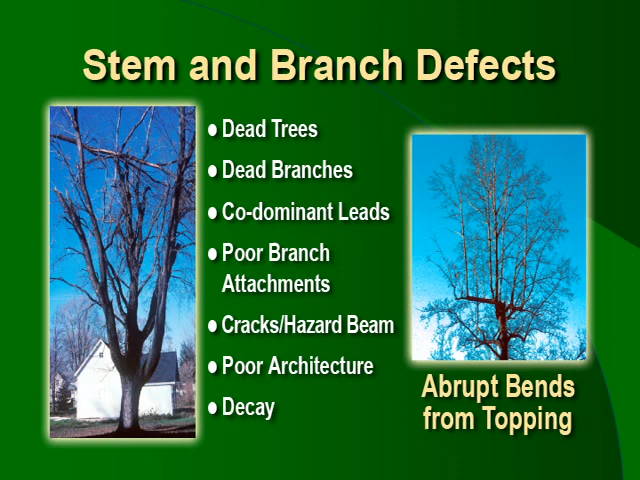 Stem and Branch Defects
• Dead Trees
• Dead Branches
• Co-dominant Leads
• Poor Branch
Attachments
• Cracks/Hazard Beam
• Poor Architecture
• Decay
Abrupt Bends
from Topping